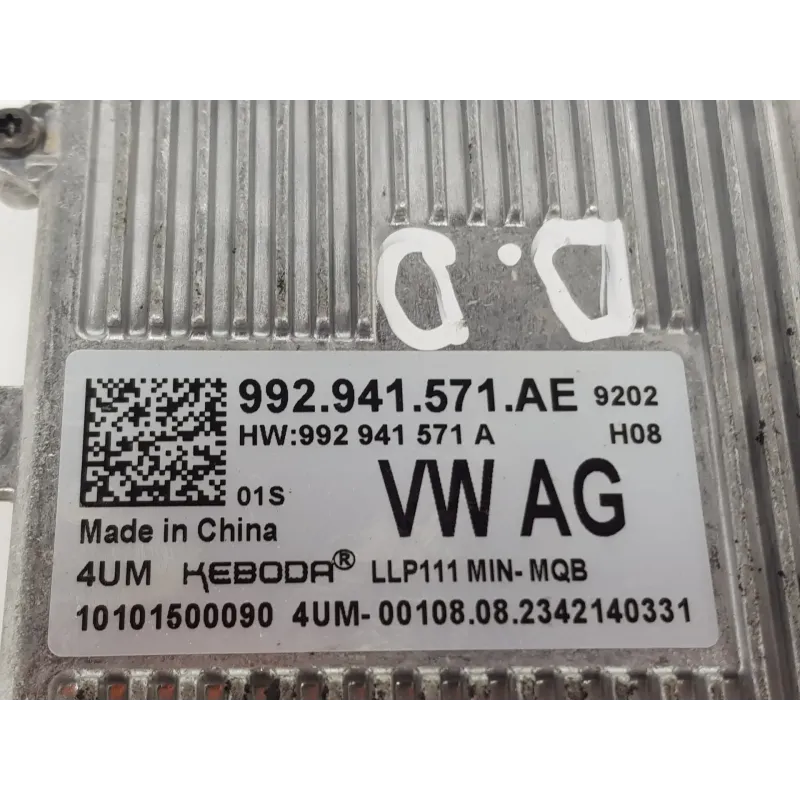 D.D
992.941.571.AE 9202
HW:992 941 571 A H08
01S VW AG
Made in China
4UM KEBODA® LLP111 MIN- MQB
10101500090 4UM-00108.08.2342140331